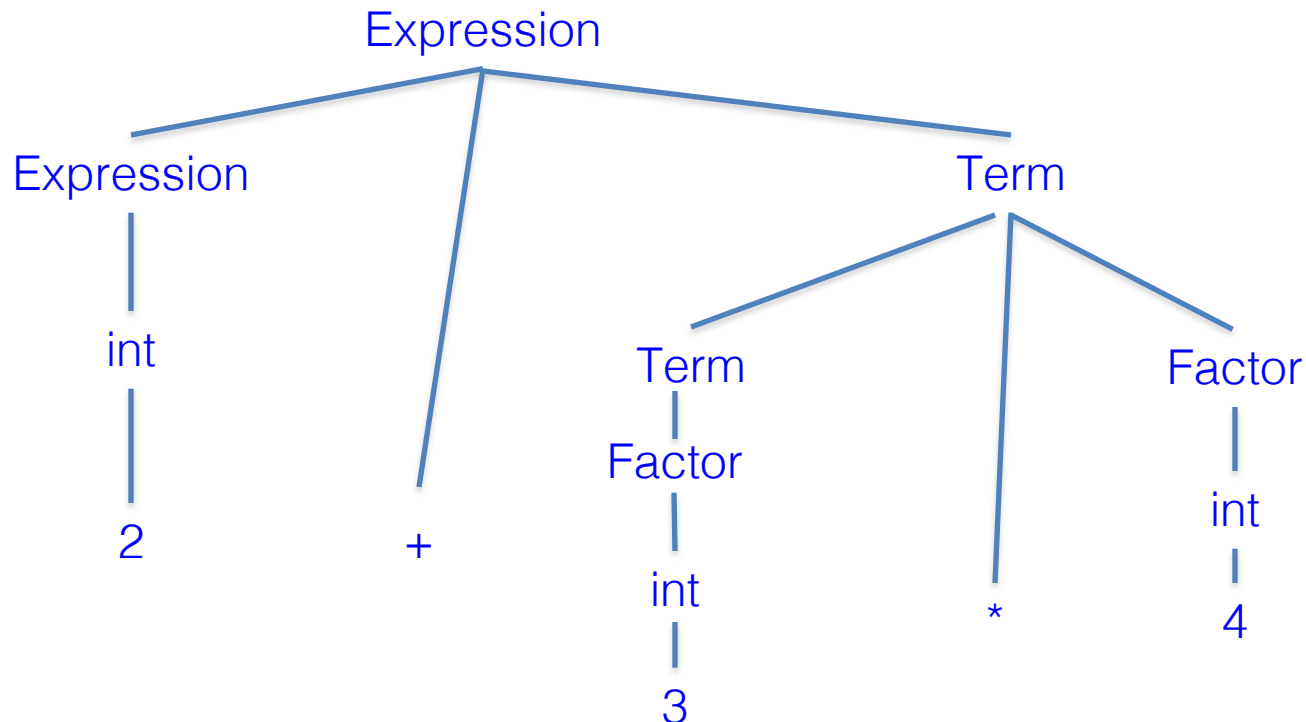 Expression
Expression Term
int Term Factor
Factor
int
2 +
int
* 4
3